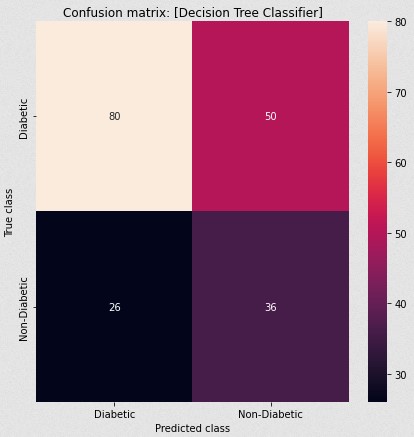 Confusion matrix: [Decision Tree Classifier]
Diabetic
80
50
80
70
60
50
40
30
True class
Non-Diabetic
26
36
Diabetic
Non-Diabetic
Predicted class